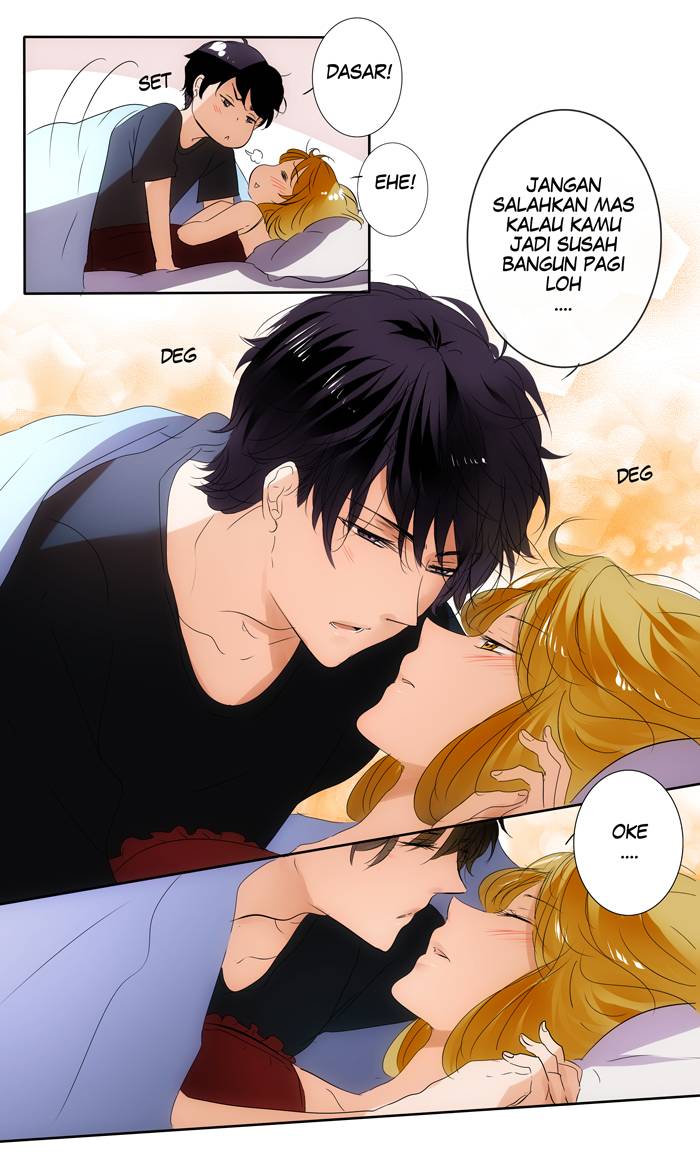 SET
DASAR!
EHE!
JANGAN
SALAHKAN MAS
KALAU KAMU
JADI SUSAH
BANGUN PAGI
LOH
....
DEG
DEG
OKE
....